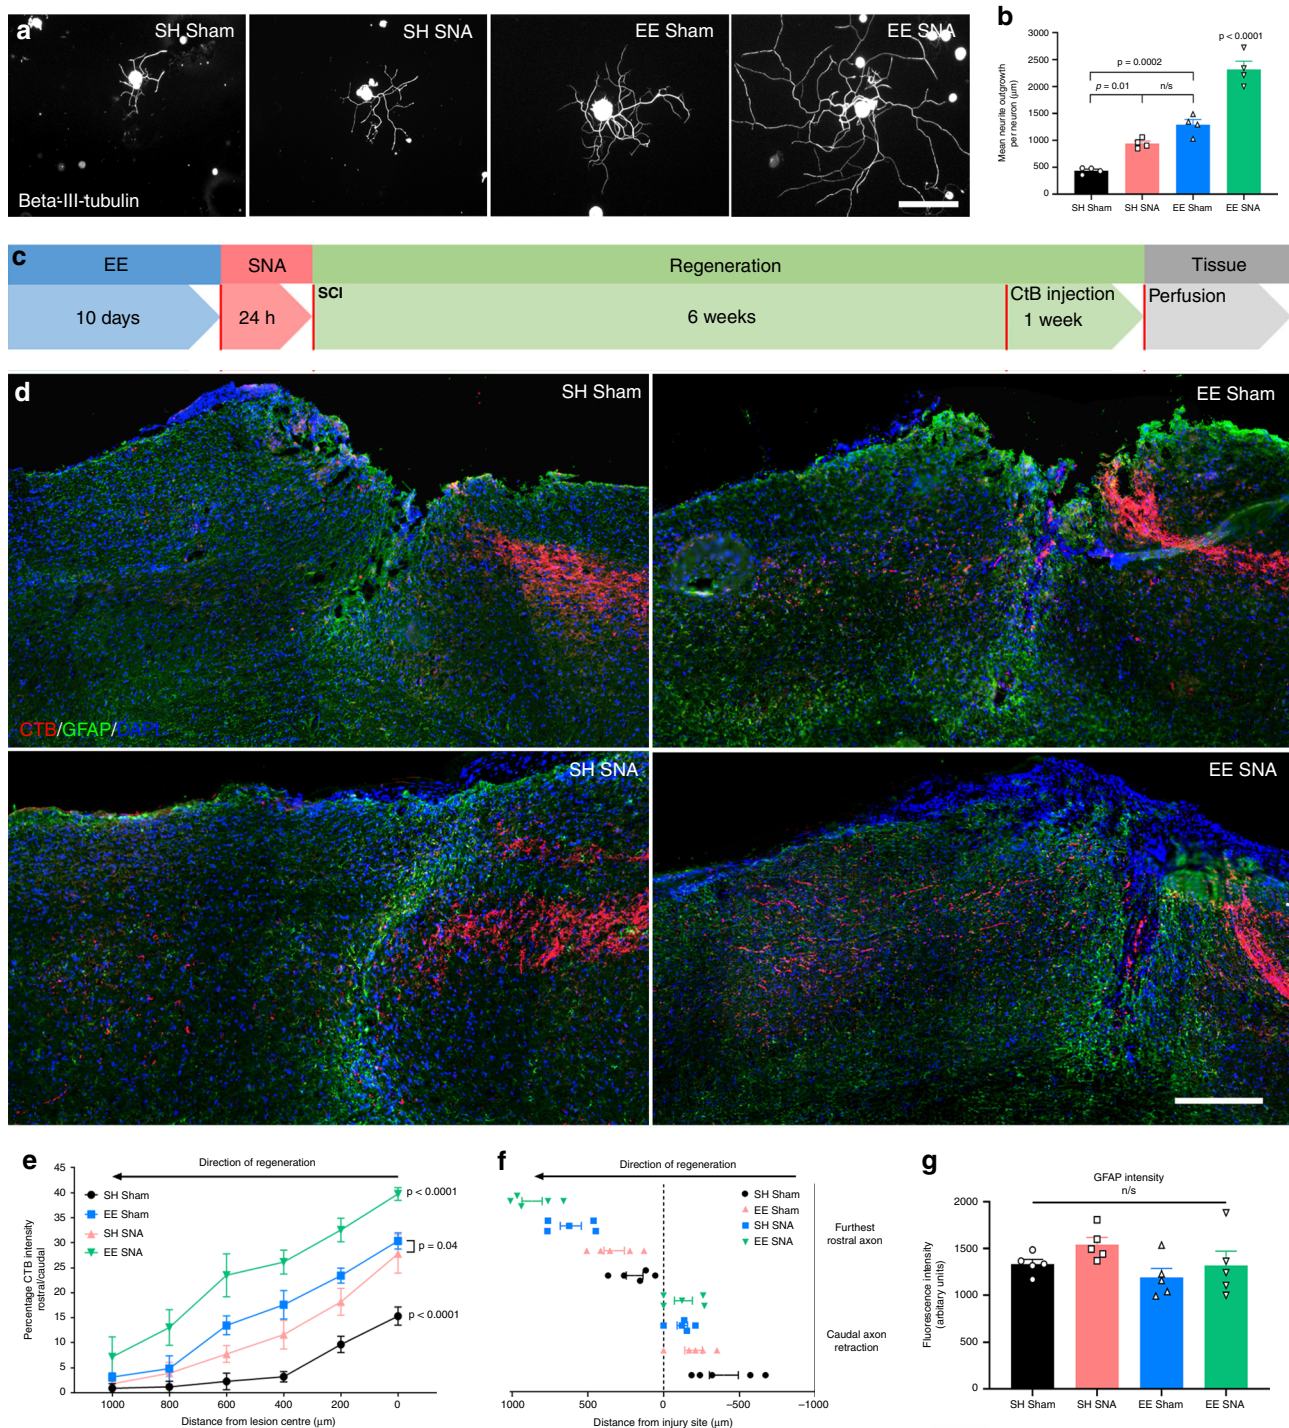 a
SH Sham
SH SNA
EE Sham
EE SNA
Beta-III-tubulin
b
Mean neurite outgrowth
per neuron (μm)
3000
2500
2000
1500
1000
500
0
p < 0.0001
p = 0.0002
p = 0.01
n/s
SH Sham
SH SNA
EE Sham
EE SNA
c
EE
SNA
Regeneration
Tissue
10 days
24 h
SCI
6 weeks
CtB injection
1 week
Perfusion
d
SH Sham
EE Sham
CTB/GFAP/DAPI
SH SNA
EE SNA
e
Direction of regeneration
Percentage CTB intensity
rostral/caudal
45
40
35
30
25
20
15
10
5
0
SH Sham
EE Sham
SH SNA
EE SNA
p < 0.0001
p = 0.04
p < 0.0001
1000
800
600
400
200
0
Distance from lesion centre (μm)
f
Direction of regeneration
SH Sham
EE Sham
SH SNA
EE SNA
Furthest
rostral axon
Caudal axon
retraction
1000
500
0
−500
−1000
Distance from injury site (μm)
g
GFAP intensity
n/s
Fluorescence intensity
(arbitary units)
2000
1500
1000
500
0
SH Sham
SH SNA
EE Sham
EE SNA